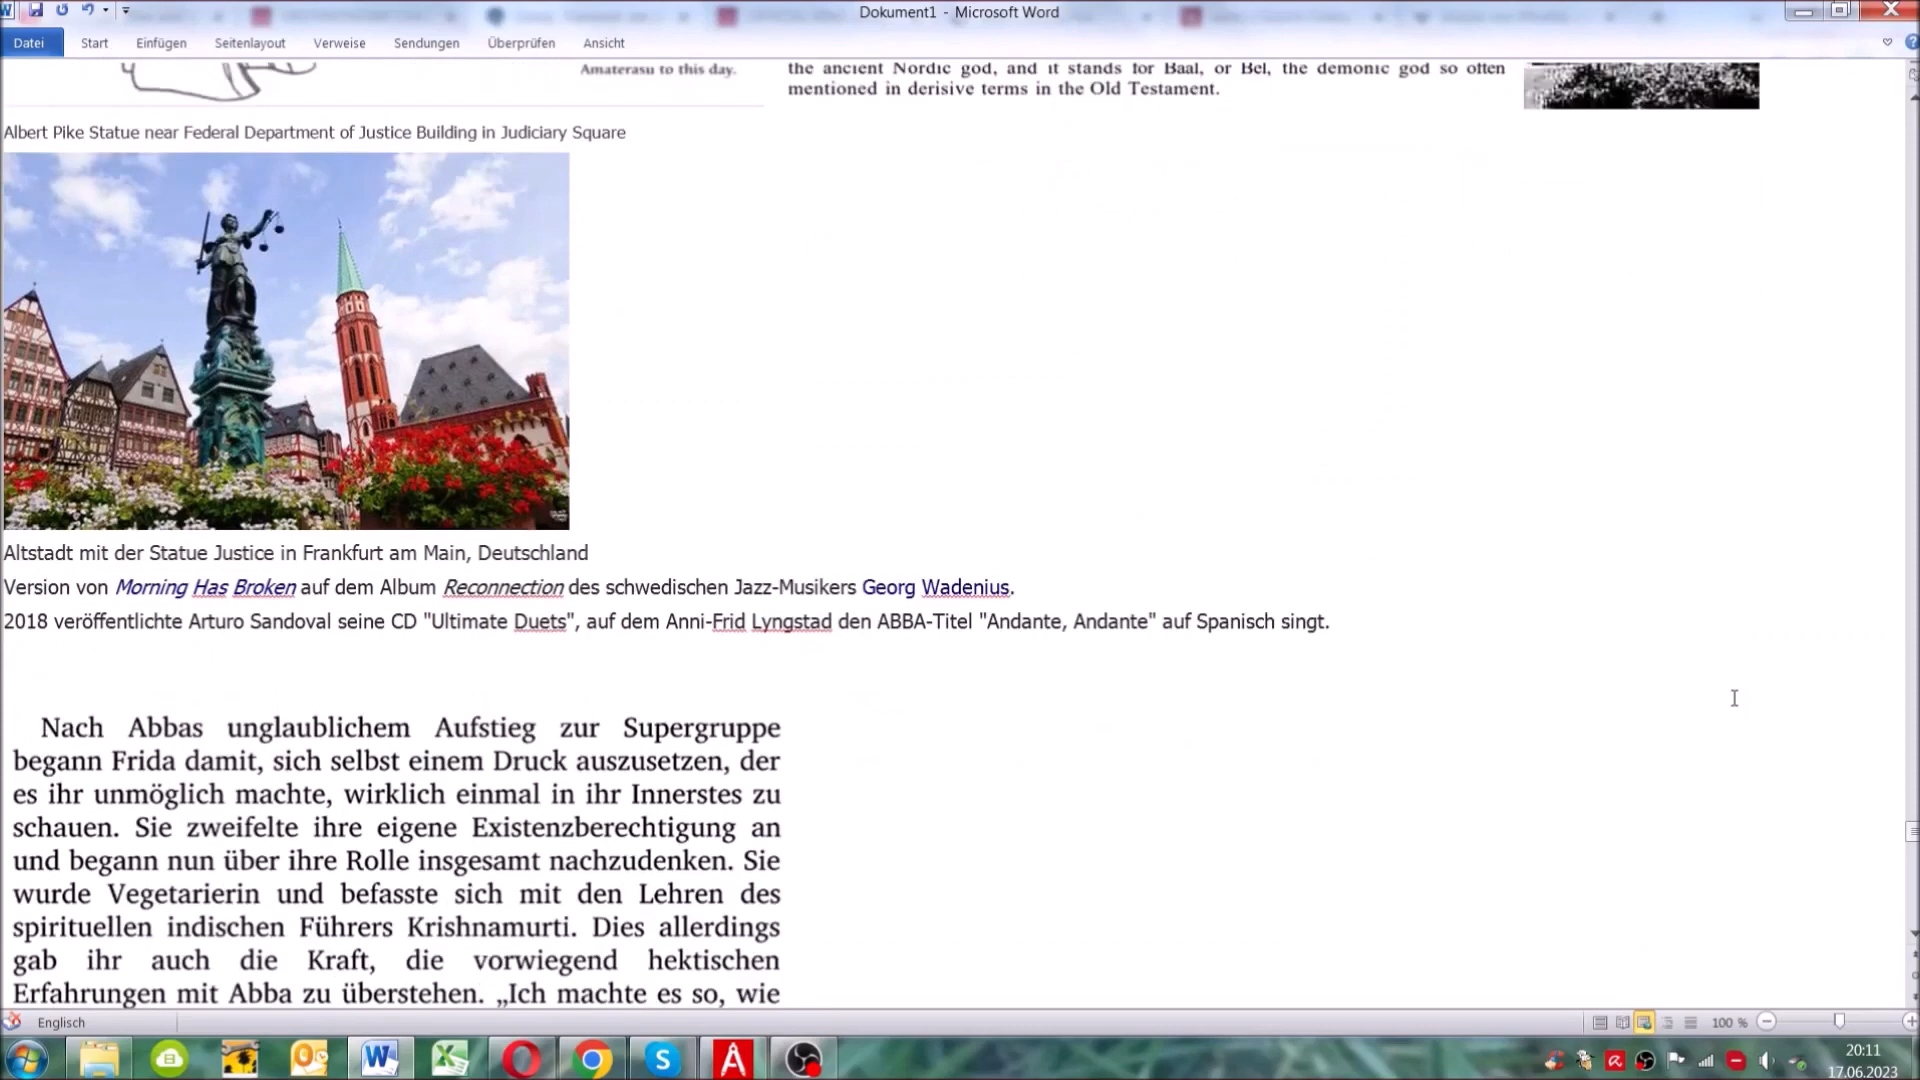 Dokument1 - Microsoft Word
Datei Start Einfügen Seitenlayout Verweise Sendungen Überprüfen Ansicht
Amaterasu to this day.
the ancient Nordic god, and it stands for Baal, or Bel, the demonic god so often
mentioned in derisive terms in the Old Testament.
Albert Pike Statue near Federal Department of Justice Building in Judiciary Square
Altstadt mit der Statue Justice in Frankfurt am Main, Deutschland
Version von Morning Has Broken auf dem Album Reconnection des schwedischen Jazz-Musikers Georg Wadenius.
2018 veröffentlichte Arturo Sandoval seine CD "Ultimate Duets", auf dem Anni-Frid Lyngstad den ABBA-Titel "Andante, Andante" auf Spanisch singt.
Nach Abbas unglaublichem Aufstieg zur Supergruppe
begann Frida damit, sich selbst einem Druck auszusetzen, der
es ihr unmöglich machte, wirklich einmal in ihr Innerstes zu
schauen. Sie zweifelte ihre eigene Existenzberechtigung an
und begann nun über ihre Rolle insgesamt nachzudenken. Sie
wurde Vegetarierin und befasste sich mit den Lehren des
spirituellen indischen Führers Krishnamurti. Dies allerdings
gab ihr auch die Kraft, die vorwiegend hektischen
Erfahrungen mit Abba zu überstehen. „Ich machte es so, wie
Englisch
100 %
20:11
17.06.2023